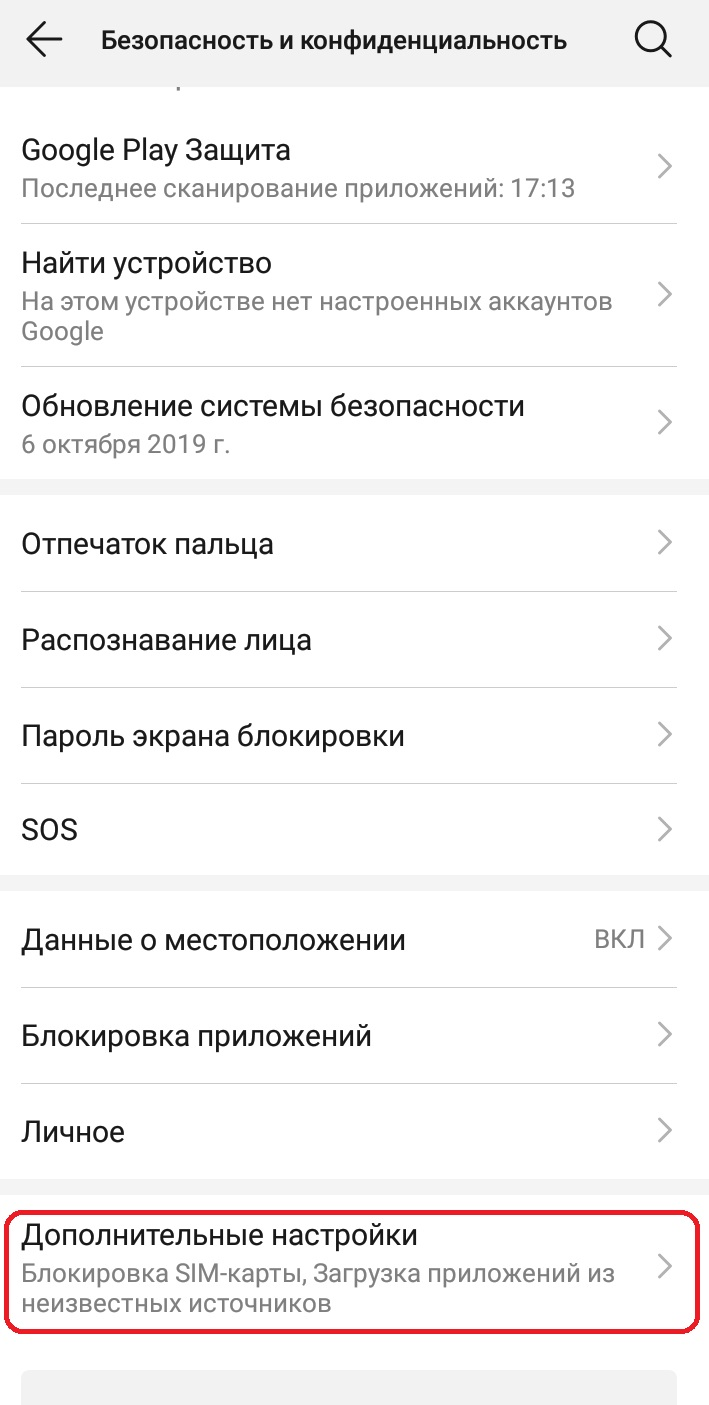 Безопасность и конфиденциальность
Google Play Защита
Последнее сканирование приложений: 17:13
Найти устройство
На этом устройстве нет настроенных аккаунтов
Google
Обновление системы безопасности
6 октября 2019 г.
Отпечаток пальца
Распознавание лица
Пароль экрана блокировки
SOS
Данные о местоположении ВКЛ
Блокировка приложений
Личное
Дополнительные настройки
Блокировка SIM-карты, Загрузка приложений из
неизвестных источников